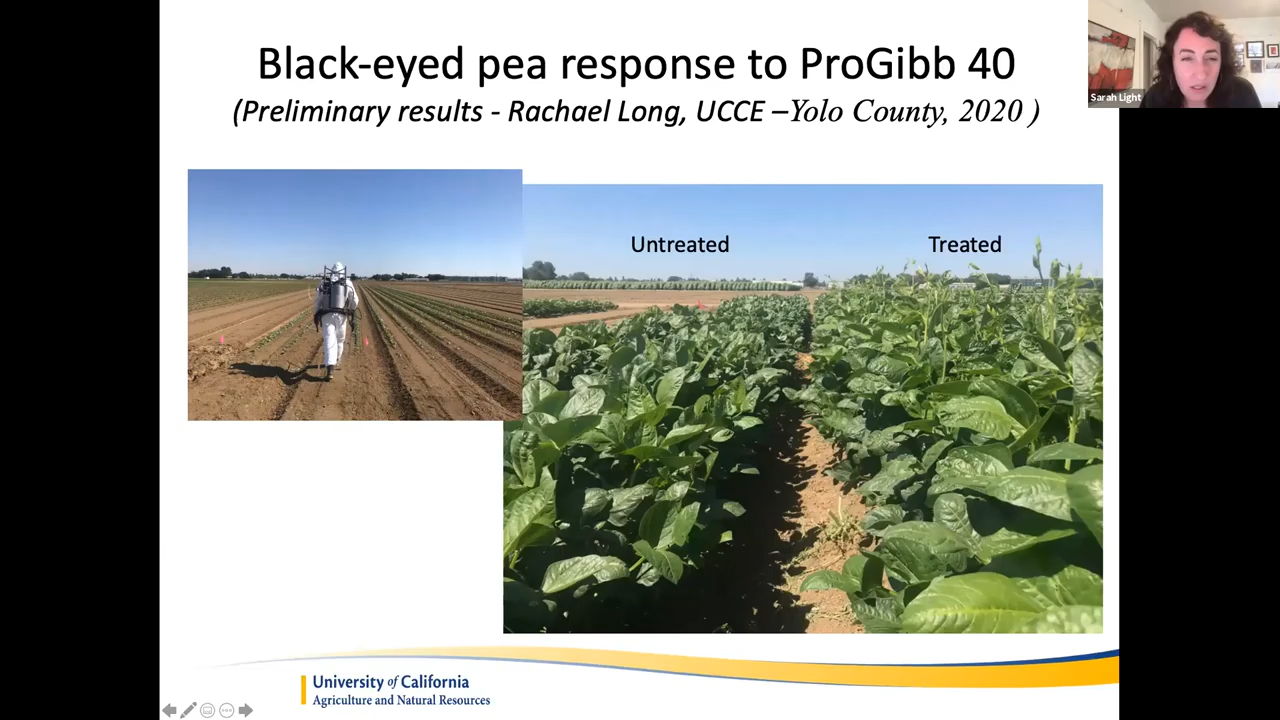 Black-eyed pea response to ProGibb 40
(Preliminary results - Rachael Long, UCCE –Yolo County, 2020 )
Sarah Light
Untreated
Treated
University of California
Agriculture and Natural Resources